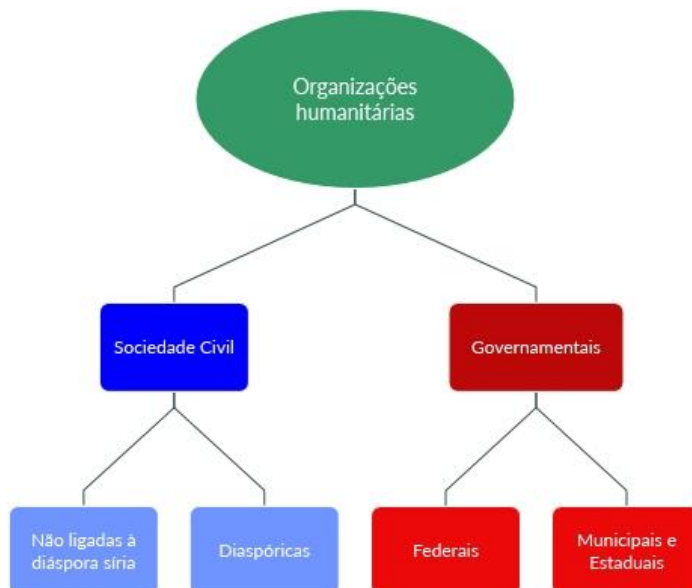 Organizações
humanitárias
Sociedade Civil
Governamentais
Não ligadas à
diáspora síria
Diaspóricas
Federais
Municipais e
Estaduais